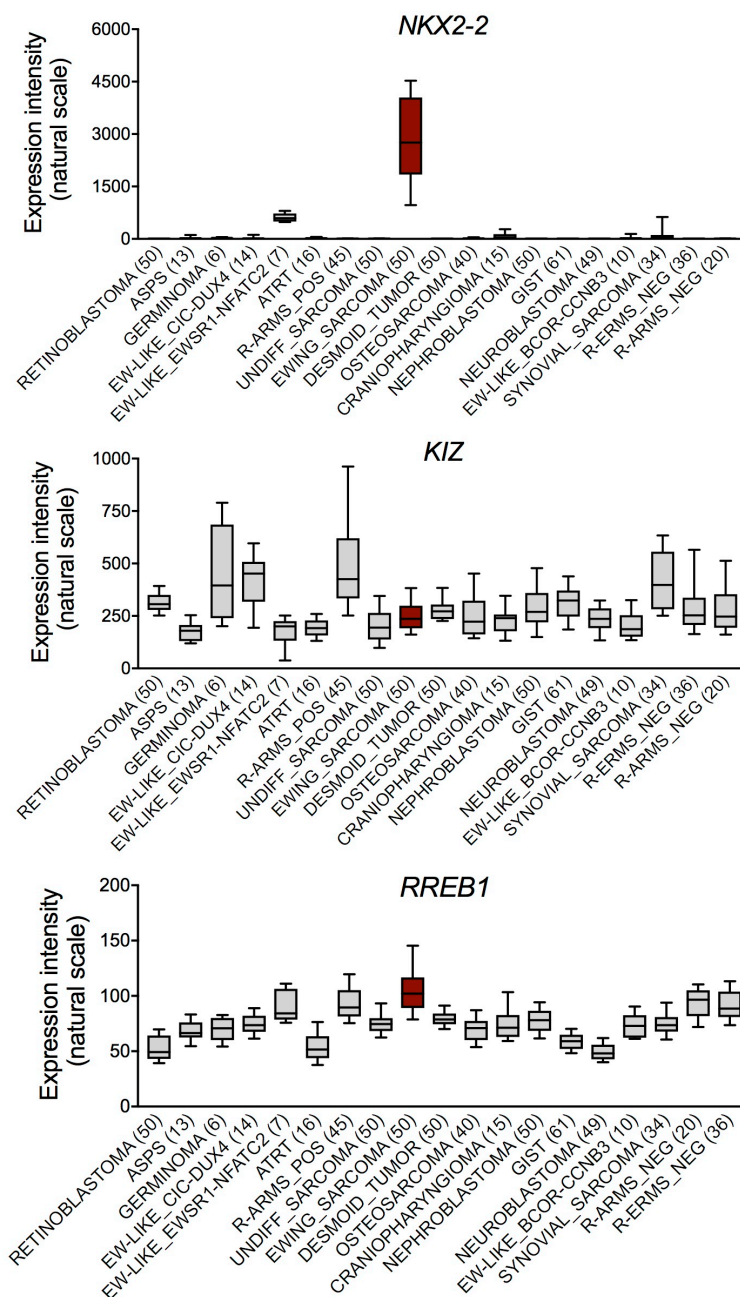 NKX2-2
Expression intensity
(natural scale)
6000
4500
3000
1500
0
RETINOBLASTOMA (50)
ASPS (13)
GERMINOMA (6)
EW-LIKE_CIC-DUX4 (14)
EW-LIKE_EWSR1-NFATC2 (7)
ATRT (16)
R-ARMS_POS (45)
UNDIFF_SARCOMA (50)
EWING_SARCOMA (50)
DESMOID_TUMOR (50)
OSTEOSARCOMA (40)
CRANIOPHARYNGIOMA (15)
NEPHROBLASTOMA (50)
GIST (61)
NEUROBLASTOMA (49)
EW-LIKE_BCOR-CCNB3 (10)
SYNOVIAL_SARCOMA (34)
R-ERMS_NEG (36)
R-ARMS_NEG (20)
KIZ
Expression intensity
(natural scale)
1000
750
500
250
0
RETINOBLASTOMA (50)
ASPS (13)
GERMINOMA (6)
EW-LIKE_CIC-DUX4 (14)
EW-LIKE_EWSR1-NFATC2 (7)
ATRT (16)
R-ARMS_POS (45)
UNDIFF_SARCOMA (50)
EWING_SARCOMA (50)
DESMOID_TUMOR (50)
OSTEOSARCOMA (40)
CRANIOPHARYNGIOMA (15)
NEPHROBLASTOMA (50)
GIST (61)
NEUROBLASTOMA (49)
EW-LIKE_BCOR-CCNB3 (10)
SYNOVIAL_SARCOMA (34)
R-ERMS_NEG (36)
R-ARMS_NEG (20)
RREB1
Expression intensity
(natural scale)
200
150
100
50
0
RETINOBLASTOMA (50)
ASPS (13)
GERMINOMA (6)
EW-LIKE_CIC-DUX4 (14)
EW-LIKE_EWSR1-NFATC2 (7)
ATRT (16)
R-ARMS_POS (45)
UNDIFF_SARCOMA (50)
EWING_SARCOMA (50)
DESMOID_TUMOR (50)
OSTEOSARCOMA (40)
CRANIOPHARYNGIOMA (15)
NEPHROBLASTOMA (50)
GIST (61)
NEUROBLASTOMA (49)
EW-LIKE_BCOR-CCNB3 (10)
SYNOVIAL_SARCOMA (34)
R-ARMS_NEG (20)
R-ERMS_NEG (36)